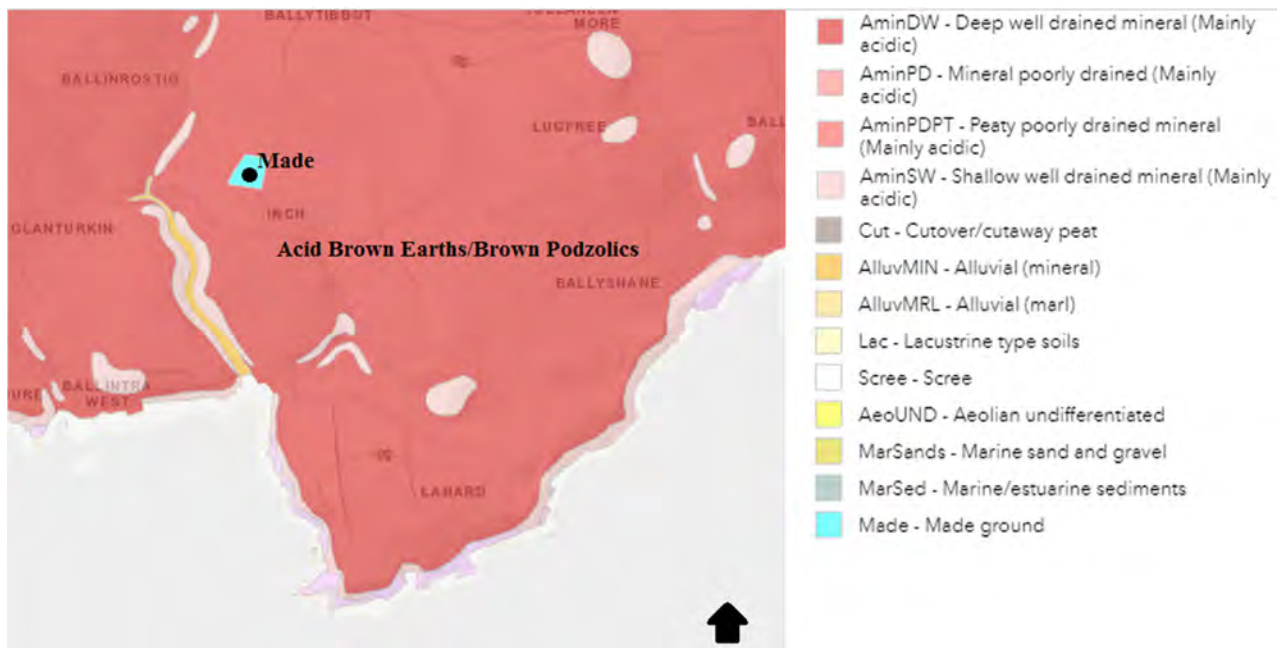 BALLYTIBBOT
MORE
BALLINROSTIG
LUGFREE
BALL
Made
INCH
GLANTURKIN
Acid Brown Earths/Brown Podzolics
BALLYSHANE
URE
BALLINTRA
WEST
LAHARD
AminDW - Deep well drained mineral (Mainly
acidic)
AminPD - Mineral poorly drained (Mainly
acidic)
AminPDPT - Peaty poorly drained mineral
(Mainly acidic)
AminSW - Shallow well drained mineral (Mainly
acidic)
Cut - Cutover/cutaway peat
AlluvMIN - Alluvial (mineral)
AlluvMRL - Alluvial (marl)
Lac - Lacustrine type soils
Scree - Scree
AeoUND - Aeolian undifferentiated
MarSands - Marine sand and gravel
MarSed - Marine/estuarine sediments
Made - Made ground